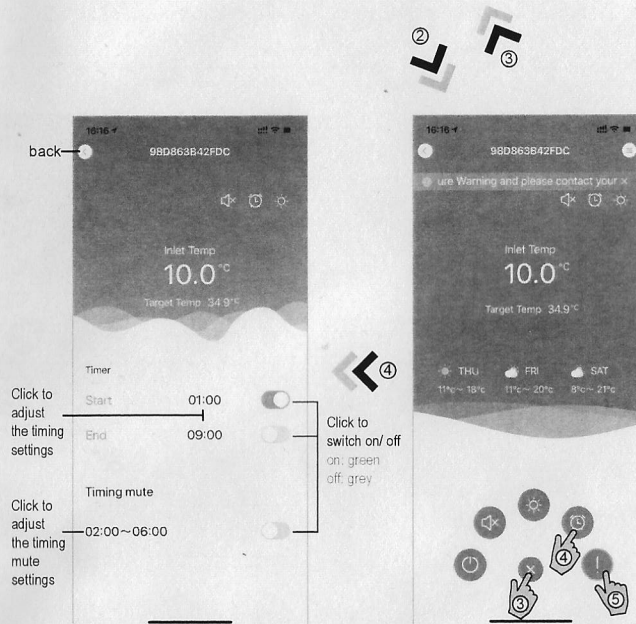 ②
③
16:16
back
98D863B42FDC
Inlet Temp
10.0°C
Target Temp 34.9°C
Timer
Start 01:00
End 09:00
Click to
adjust
the timing
settings
Timing mute
02:00～06:00
Click to
adjust
the timing
mute
settings
④
Click to
switch on/ off
on: green
off: grey
16:16
98D863B42FDC
ure Warning and please contact your ×
Inlet Temp
10.0°C
Target Temp 34.9°C
THU FRI SAT
11°c～ 18°c 11°c～ 20°c 8°c～ 21°c
④
③
⑤